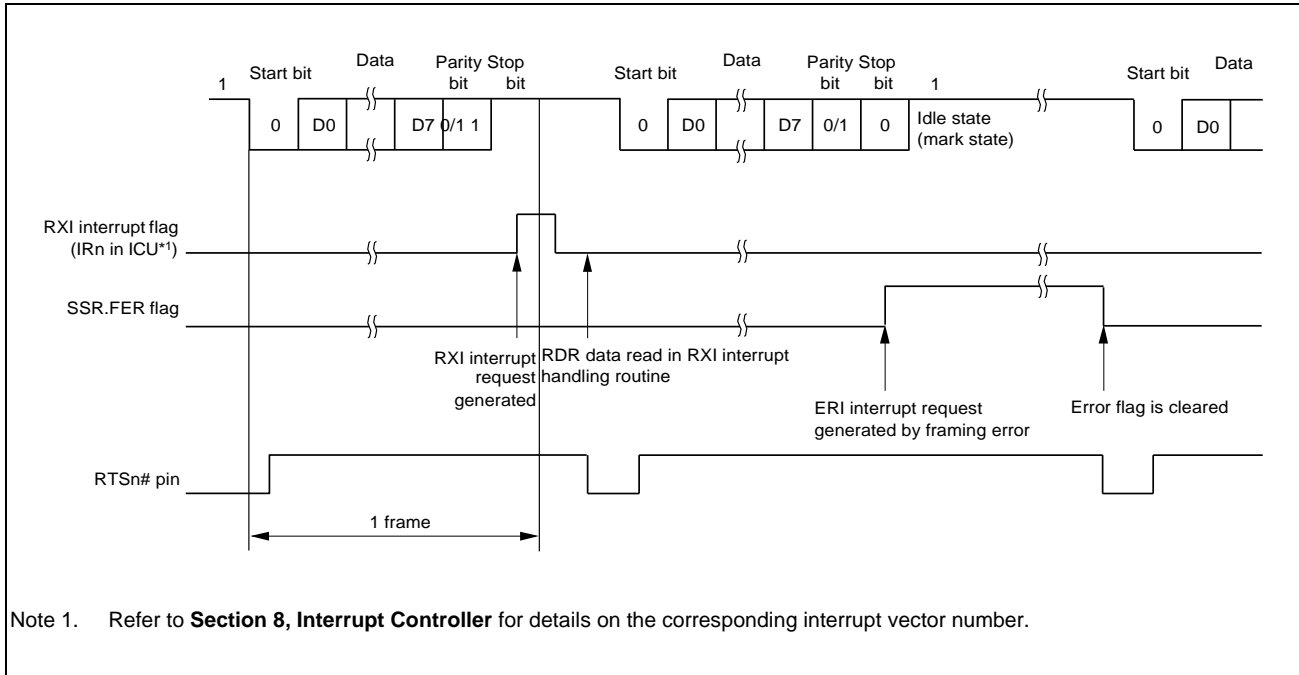 1
Start bit
Data
Parity Stop
bit bit
Start bit
Data
Parity Stop
bit bit
1
Start bit
Data
0 D0 D7 0/1 1
0 D0 D7 0/1 0
Idle state
(mark state)
0 D0
RXI interrupt flag
(IRn in ICU*1)
SSR.FER flag
RXI interrupt
request
generated
RDR data read in RXI interrupt
handling routine
ERI interrupt request
generated by framing error
Error flag is cleared
RTSn# pin
1 frame
Note 1. Refer to Section 8, Interrupt Controller for details on the corresponding interrupt vector number.